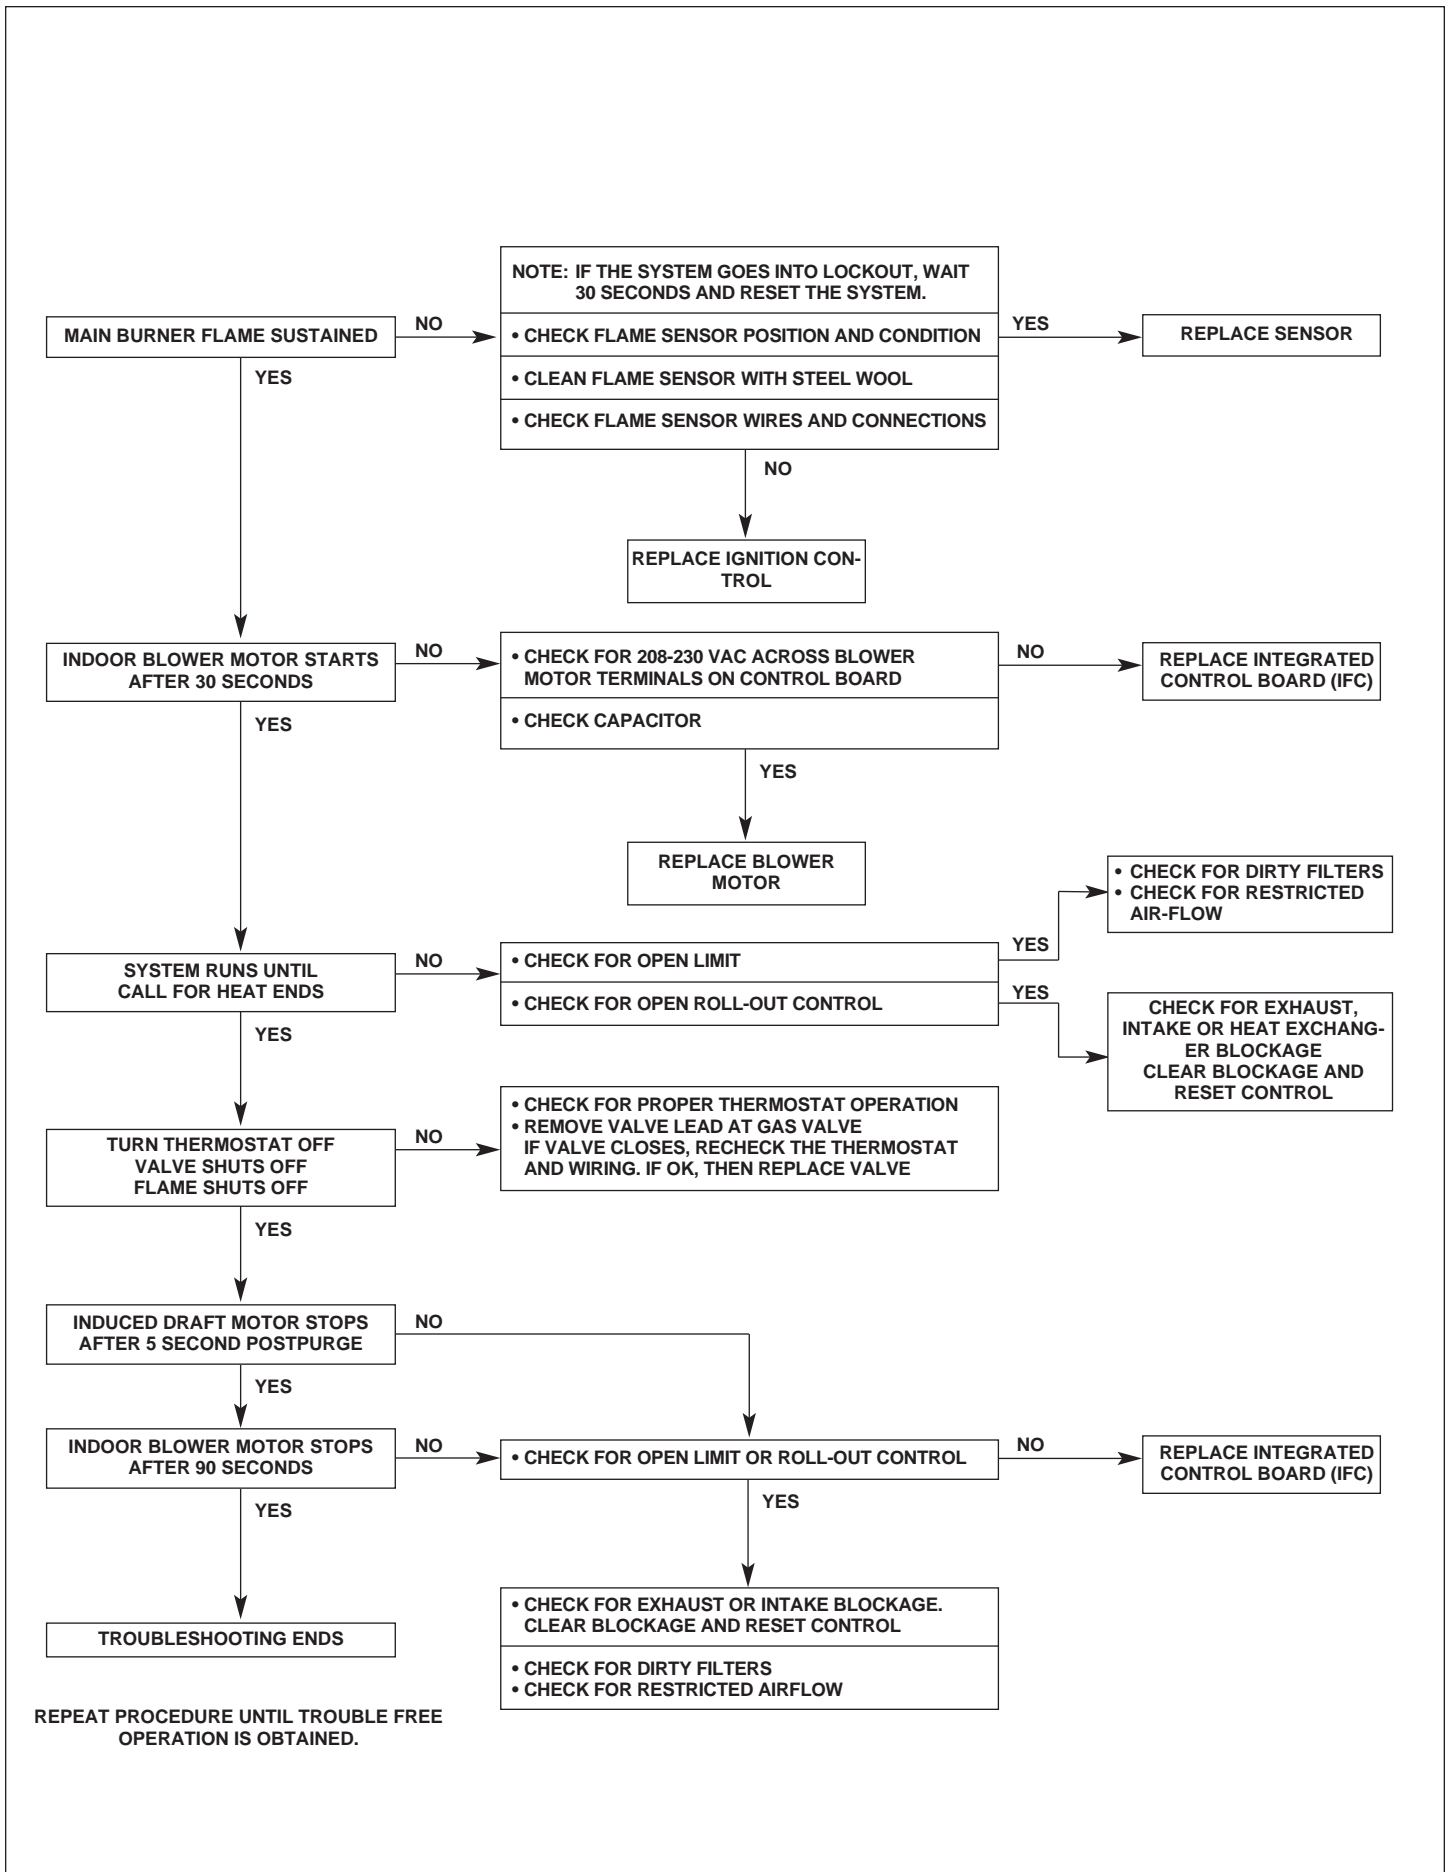 NOTE: IF THE SYSTEM GOES INTO LOCKOUT, WAIT
30 SECONDS AND RESET THE SYSTEM.
MAIN BURNER FLAME SUSTAINED
NO
• CHECK FLAME SENSOR POSITION AND CONDITION
YES
REPLACE SENSOR
YES
• CLEAN FLAME SENSOR WITH STEEL WOOL
• CHECK FLAME SENSOR WIRES AND CONNECTIONS
NO
REPLACE IGNITION CON-
TROL
INDOOR BLOWER MOTOR STARTS
AFTER 30 SECONDS
NO
• CHECK FOR 208-230 VAC ACROSS BLOWER
MOTOR TERMINALS ON CONTROL BOARD
NO
REPLACE INTEGRATED
CONTROL BOARD (IFC)
YES
• CHECK CAPACITOR
YES
REPLACE BLOWER
MOTOR
• CHECK FOR DIRTY FILTERS
• CHECK FOR RESTRICTED
AIR-FLOW
SYSTEM RUNS UNTIL
CALL FOR HEAT ENDS
NO
• CHECK FOR OPEN LIMIT
YES
• CHECK FOR OPEN ROLL-OUT CONTROL
YES
CHECK FOR EXHAUST,
INTAKE OR HEAT EXCHANG-
ER BLOCKAGE
CLEAR BLOCKAGE AND
RESET CONTROL
YES
TURN THERMOSTAT OFF
VALVE SHUTS OFF
FLAME SHUTS OFF
NO
• CHECK FOR PROPER THERMOSTAT OPERATION
• REMOVE VALVE LEAD AT GAS VALVE
IF VALVE CLOSES, RECHECK THE THERMOSTAT
AND WIRING. IF OK, THEN REPLACE VALVE
YES
INDUCED DRAFT MOTOR STOPS
AFTER 5 SECOND POSTPURGE
NO
YES
INDOOR BLOWER MOTOR STOPS
AFTER 90 SECONDS
NO
• CHECK FOR OPEN LIMIT OR ROLL-OUT CONTROL
NO
REPLACE INTEGRATED
CONTROL BOARD (IFC)
YES
YES
• CHECK FOR EXHAUST OR INTAKE BLOCKAGE.
CLEAR BLOCKAGE AND RESET CONTROL
• CHECK FOR DIRTY FILTERS
• CHECK FOR RESTRICTED AIRFLOW
TROUBLESHOOTING ENDS
REPEAT PROCEDURE UNTIL TROUBLE FREE
OPERATION IS OBTAINED.